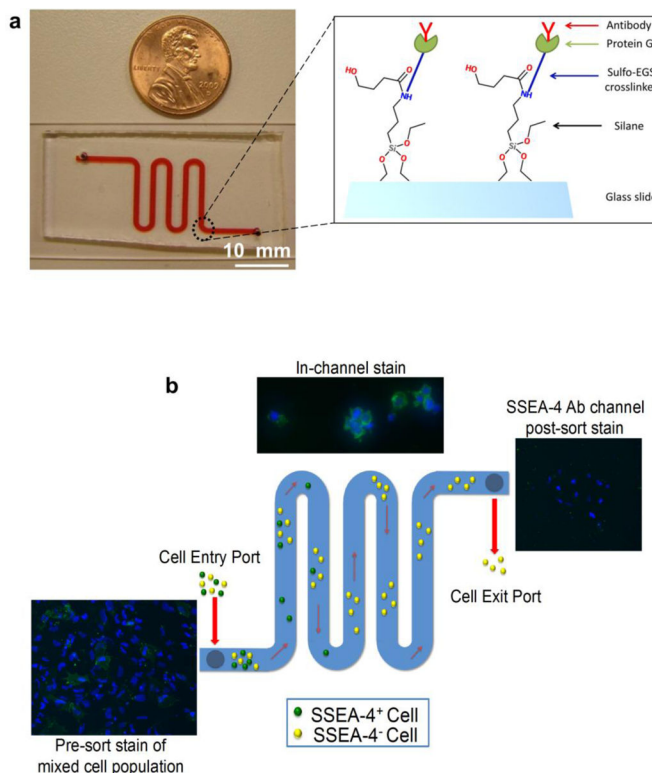 a
LIBERTY
10 mm
Antibody
Protein G
Sulfo-EGS
crosslinke
Silane
Glass slide
HO
O
NH
Si
O
O
O
HO
O
NH
Si
O
O
O
b
In-channel stain
SSEA-4 Ab channel
post-sort stain
Cell Entry Port
Cell Exit Port
Pre-sort stain of
mixed cell population
SSEA-4⁺ Cell
SSEA-4⁻ Cell